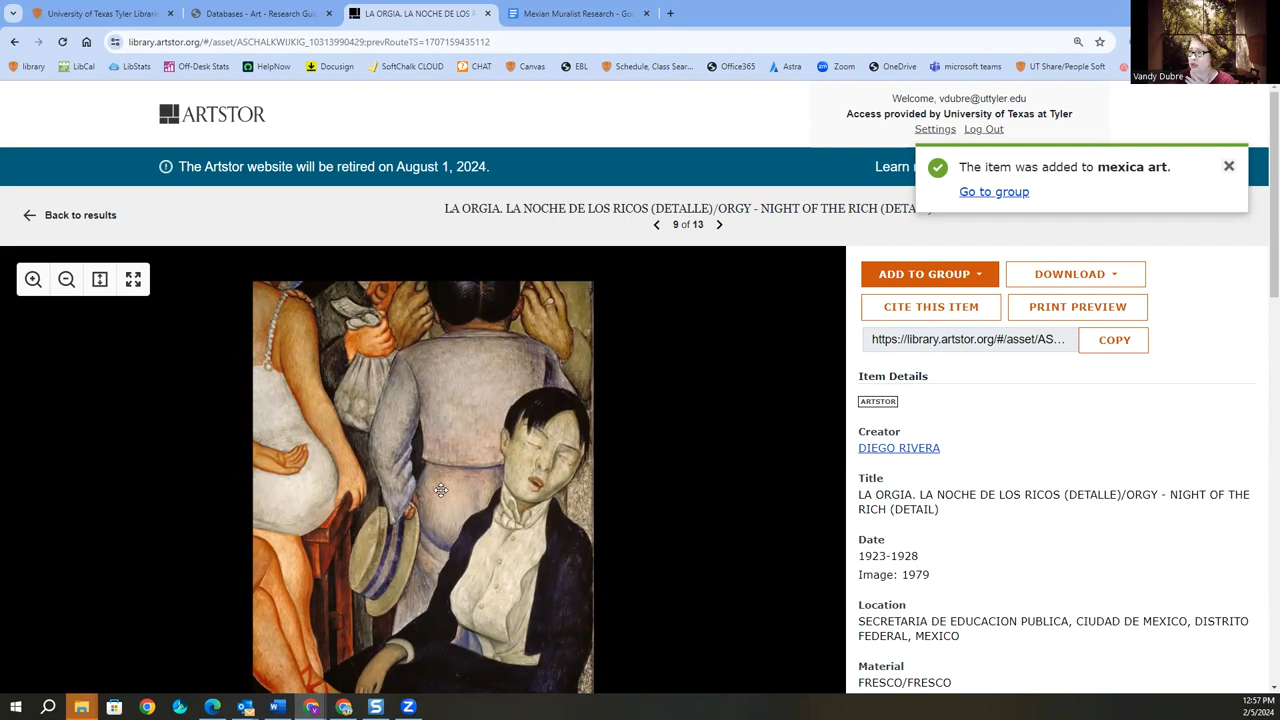 University of Texas Tyler Librarie
Databases - Art - Research Guid
LA ORGIA. LA NOCHE DE LOS R
Mexian Muralist Research - Goo
library.artstor.org/#/asset/ASCHALKWIJKIG_10313990429;prevRouteTS=1707159435112
library
LibCal
LibStats
Off-Desk Stats
HelpNow
Docusign
SoftChalk CLOUD
CHAT
Canvas
EBL
Schedule, Class Sear...
Office365
Astra
Zoom
OneDrive
microsoft teams
UT Share/People Soft
Vandy Dubre
ARTSTOR
Welcome, vdubre@uttyler.edu
Access provided by University of Texas at Tyler
Settings Log Out
The Artstor website will be retired on August 1, 2024.
Learn
The item was added to mexica art.
Go to group
Back to results
LA ORGIA. LA NOCHE DE LOS RICOS (DETALLE)/ORGY - NIGHT OF THE RICH (DETA
9 of 13
ADD TO GROUP
DOWNLOAD
CITE THIS ITEM
PRINT PREVIEW
https://library.artstor.org/#/asset/AS...
COPY
Item Details
ARTSTOR
Creator
DIEGO RIVERA
Title
LA ORGIA. LA NOCHE DE LOS RICOS (DETALLE)/ORGY - NIGHT OF THE
RICH (DETAIL)
Date
1923-1928
Image: 1979
Location
SECRETARIA DE EDUCACION PUBLICA, CIUDAD DE MEXICO, DISTRITO
FEDERAL, MEXICO
Material
FRESCO/FRESCO
12:57 PM
2/5/2024